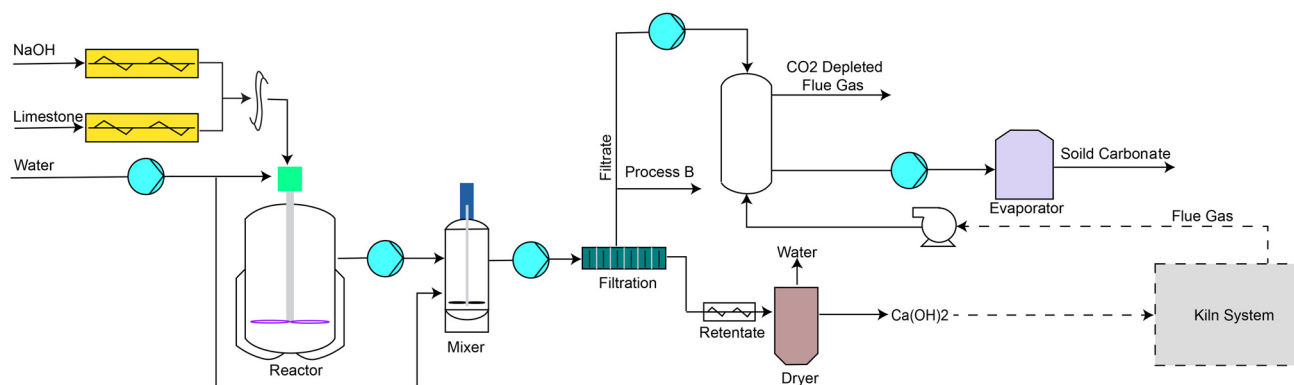 NaOH
Limestone
Water
Reactor
Mixer
Filtration
Filtrate
Process B
CO2 Depleted
Flue Gas
Soild Carbonate
Evaporator
Flue Gas
Water
Retentate
Dryer
Ca(OH)2
Kiln System